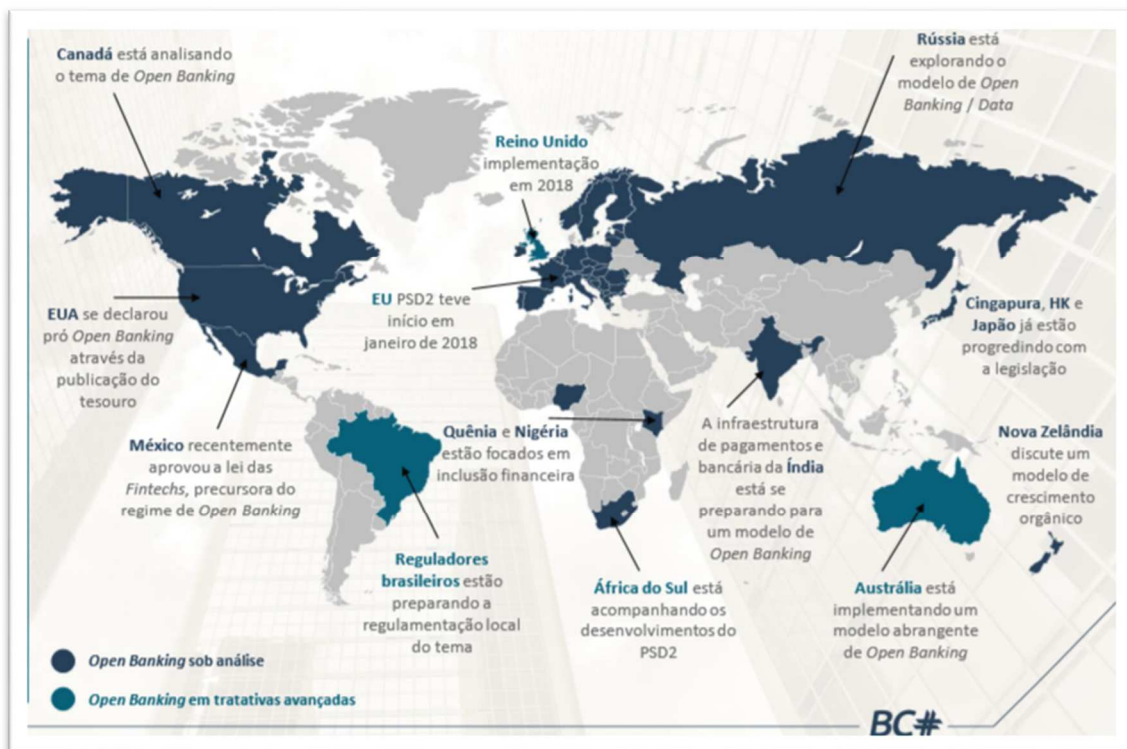 Canadá está analisando
o tema de Open Banking
Rússia está
explorando o
modelo de Open
Banking / Data
Reino Unido
implementação
em 2018
EU PSD2 teve
início em
janeiro de 2018
EUA se declarou
pró Open Banking
através da
publicação do
tesouro
Cingapura, HK e
Japão já estão
progredindo com
a legislação
México recentemente
aprovou a lei das
Fintechs, precursora do
regime de Open Banking
Quênia e Nigéria
estão focados em
inclusão financeira
A infraestrutura
de pagamentos e
bancária da Índia
está se
preparando para
um modelo de
Open Banking
Nova Zelândia
discute um
modelo de
crescimento
orgânico
Reguladores
brasileiros estão
preparando a
regulamentação local
do tema
África do Sul está
acompanhando os
desenvolvimentos do
PSD2
Austrália está
implementando um
modelo abrangente
de Open Banking
Open Banking sob análise
Open Banking em tratativas avançadas
BC#